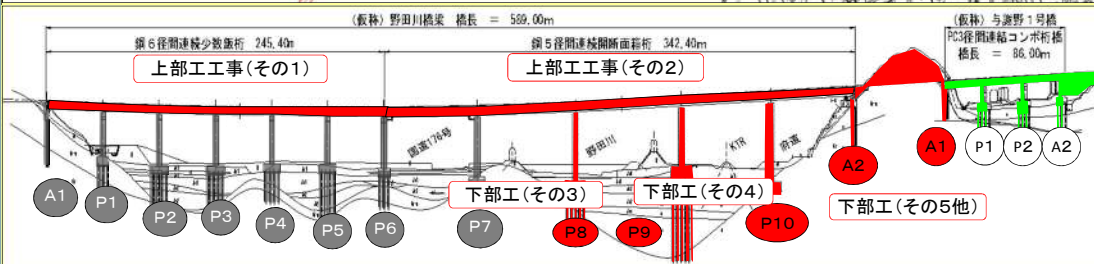 (仮称) 野田川橋梁 橋長 = 589.00m
(仮称) 与謝野1号橋
鋼6径間連続少数鈑桁 245.40m
鋼5径間連続開断面箱桁 342.40m
PC3径間連結コンポ桁橋
橋長 = 86.00m
上部工工事(その1)
上部工工事(その2)
国道176号
野田川
KTR
府道
下部工(その3)
下部工(その4)
下部工(その5他)
A1
P1
P2
P3
P4
P5
P6
P7
P8
P9
P10
A2
A1
P1
P2
A2